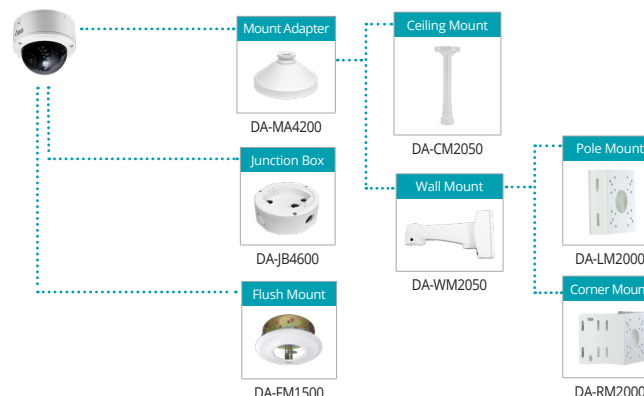 Mount Adapter
DA-MA4200
Ceiling Mount
DA-CM2050
Junction Box
DA-JB4600
Wall Mount
DA-WM2050
Pole Mount
DA-LM2000
Flush Mount
DA-FM1500
Corner Mount
DA-RM2000